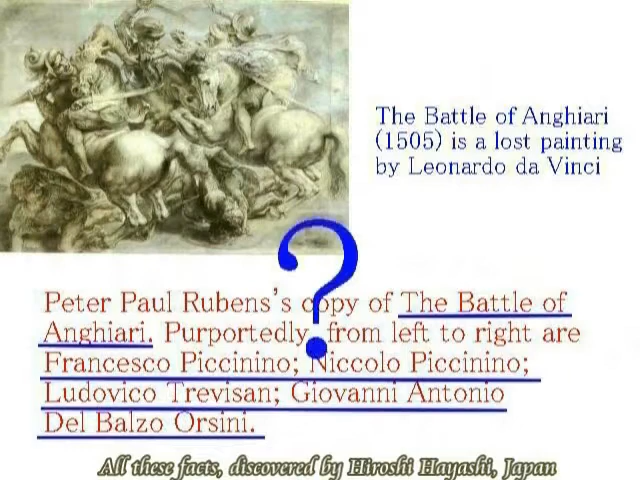 The Battle of Anghiari
(1505) is a lost painting
by Leonardo da Vinci
?
Peter Paul Rubens's copy of The Battle of
Anghiari. Purportedly, from left to right are
Francesco Piccinino; Niccolo Piccinino;
Ludovico Trevisan; Giovanni Antonio
Del Balzo Orsini.
All these facts, discovered by Hiroshi Hayashi, Japan